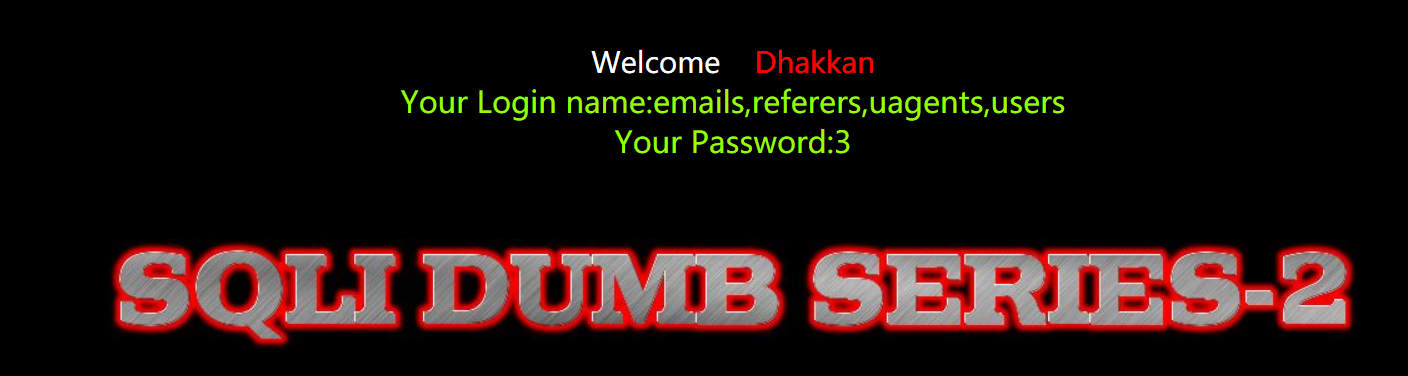 Welcome Dhakkan
Your Login name:emails,referers,uagents,users
Your Password:3
SQLI DUMB SERIES-2